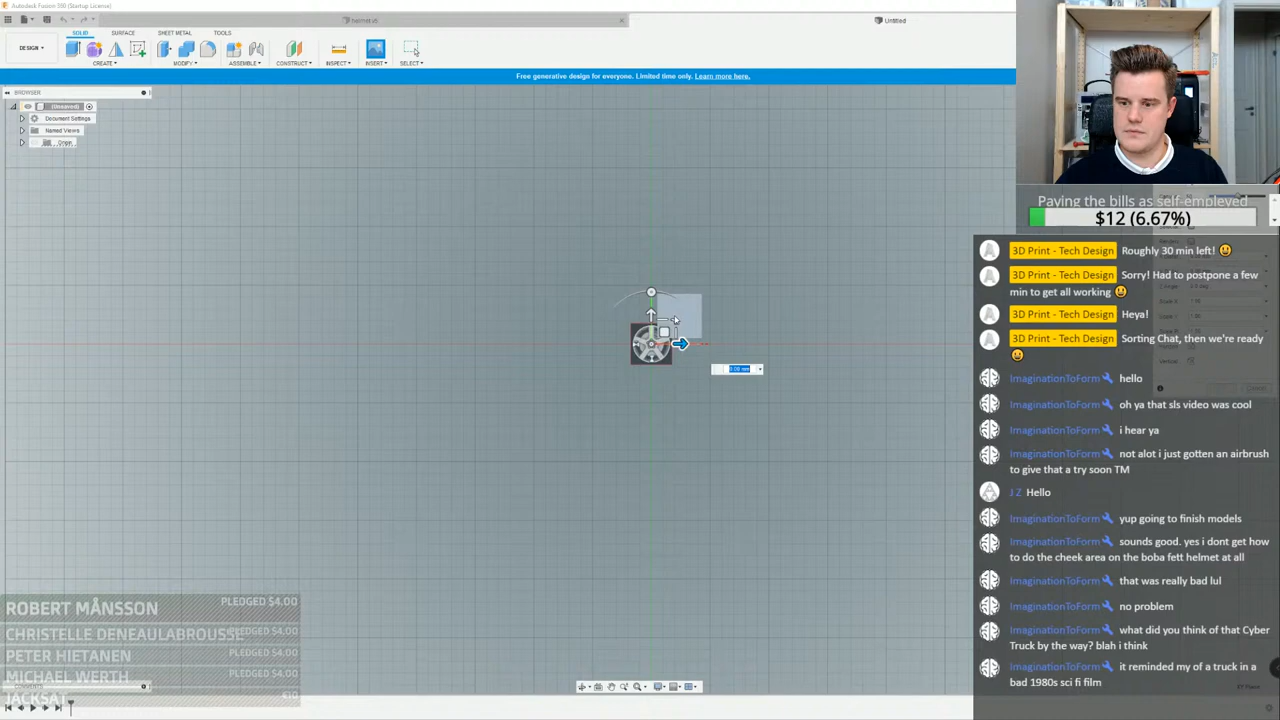 Autodesk Fusion 360 (Startup License)
Untitled
DESIGN
SOLID
SURFACE
SHEET METAL
TOOLS
CREATE
MODIFY
ASSEMBLE
CONSTRUCT
INSPECT
INSERT
SELECT
Free generative design for everyone. Limited time only. Learn more here.
BROWSER
(Unsaved)
Document Settings
Named Views
Origin
Paying the bills as self-employed
$12 (6.67%)
3D Print - Tech Design Roughly 30 min left!
3D Print - Tech Design Sorry! Had to postpone a few
min to get all working
3D Print - Tech Design Heya!
3D Print - Tech Design Sorting Chat, then we're ready
ImaginationToForm hello
ImaginationToForm oh ya that sls video was cool
ImaginationToForm i hear ya
ImaginationToForm not alot i just gotten an airbrush
to give that a try soon TM
J Z Hello
ImaginationToForm yup going to finish models
ImaginationToForm sounds good. yes i dont get how
to do the cheek area on the boba fett helmet at all
ImaginationToForm that was really bad lul
ImaginationToForm no problem
ImaginationToForm what did you think of that Cyber
Truck by the way? blah i think
ImaginationToForm it reminded my of a truck in a
bad 1980s sci fi film
ROBERT MÅNSSON PLEDGED $4.00
CHRISTELLE DENEAULABROUSSE PLEDGED $4.00
PETER HIETANEN PLEDGED $4.00
MICHAEL WERTH PLEDGED $4.00
JACKSAT